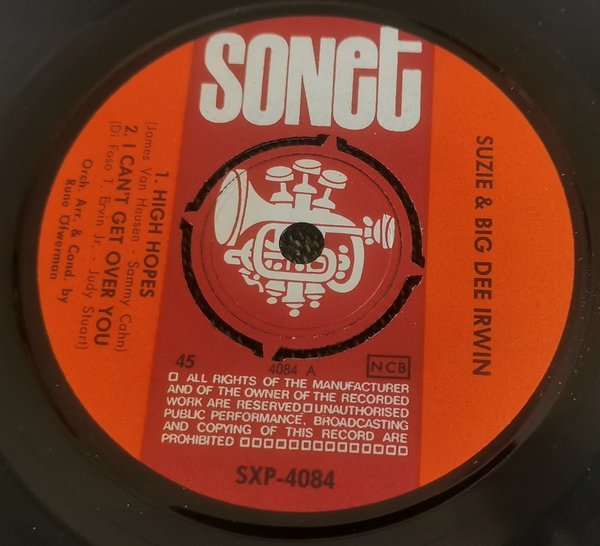 SONET
SUZIE & BIG DEE IRWIN
1. HIGH HOPES
(James Van Heusen - Sammy Cahn)
2. I CANT GET OVER YOU
(Di Foso T. Ervin Jr. - Judy Stuart)
Orch. Arr. & Cond. by
Rune Öfwerman
45
4084 A
NCB
□ ALL RIGHTS OF THE MANUFACTURER
AND OF THE OWNER OF THE RECORDED
WORK ARE RESERVED □ UNAUTHORISED
PUBLIC PERFORMANCE, BROADCASTING
AND COPYING OF THIS RECORD ARE
PROHIBITED □□□□□□□□□□□□□□
SXP-4084